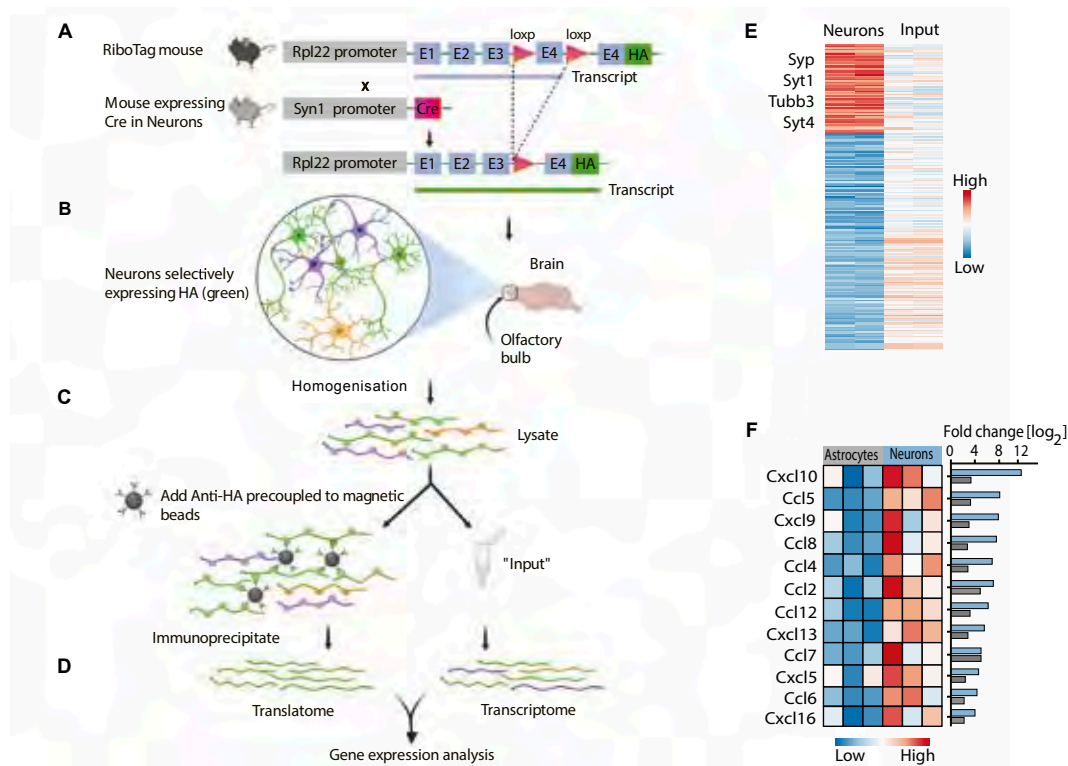 A
RiboTag mouse
Rpl22 promoter
E1
E2
E3
loxp
E4
loxp
E4
HA
Transcript
x
Mouse expressing
Cre in Neurons
Syn1 promoter
Cre
Rpl22 promoter
E1
E2
E3
E4
HA
Transcript
B
Neurons selectively
expressing HA (green)
Brain
Olfactory
bulb
C
Homogenisation
Lysate
Add Anti-HA precoupled to magnetic
beads
"Input"
Immunoprecipitate
D
Translatome
Transcriptome
Gene expression analysis
E
Neurons Input
Syp
Syt1
Tubb3
Syt4
High
Low
F
Fold change [log2]
Astrocytes Neurons
0 4 8 12
Cxcl10
Ccl5
Cxcl9
Ccl8
Ccl4
Ccl2
Ccl12
Cxcl13
Ccl7
Cxcl5
Ccl6
Cxcl16
Low High